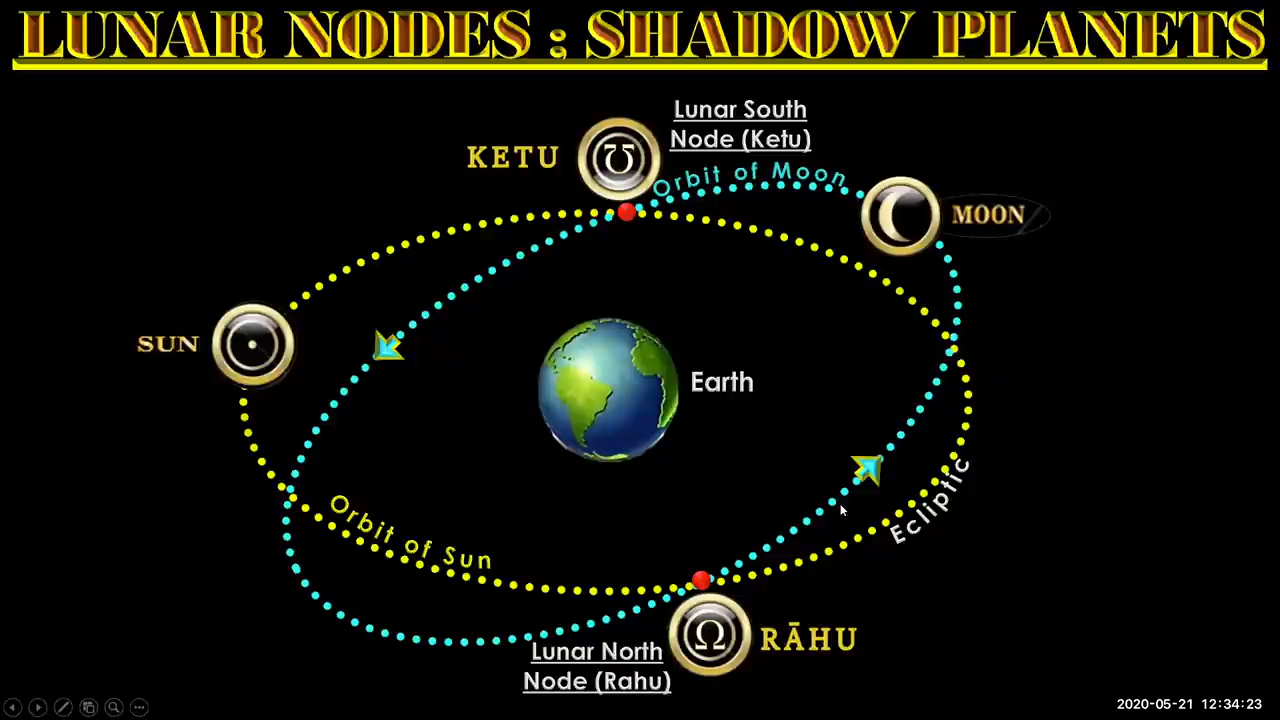 LUNAR NODES ; SHADOW PLANETS
Lunar South
Node (Ketu)
KETU
℧
Orbit of Moon
MOON
SUN
Earth
Orbit of Sun
Ecliptic
Ω
RĀHU
Lunar North
Node (Rahu)
2020-05-21 12:34:23